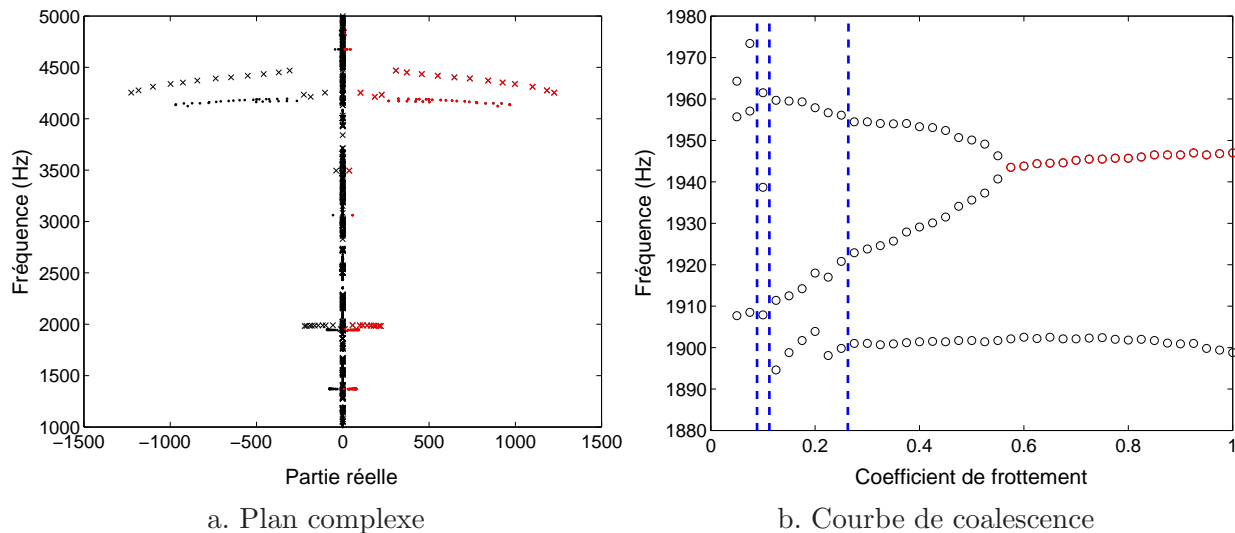 5000
4500
4000
3500
3000
2500
2000
1500
1000
Fréquence (Hz)
−1500 −1000 −500 0 500 1000 1500
Partie réelle
a. Plan complexe
1980
1970
1960
1950
1940
1930
1920
1910
1900
1890
1880
Fréquence (Hz)
0 0.2 0.4 0.6 0.8 1
Coefficient de frottement
b. Courbe de coalescence